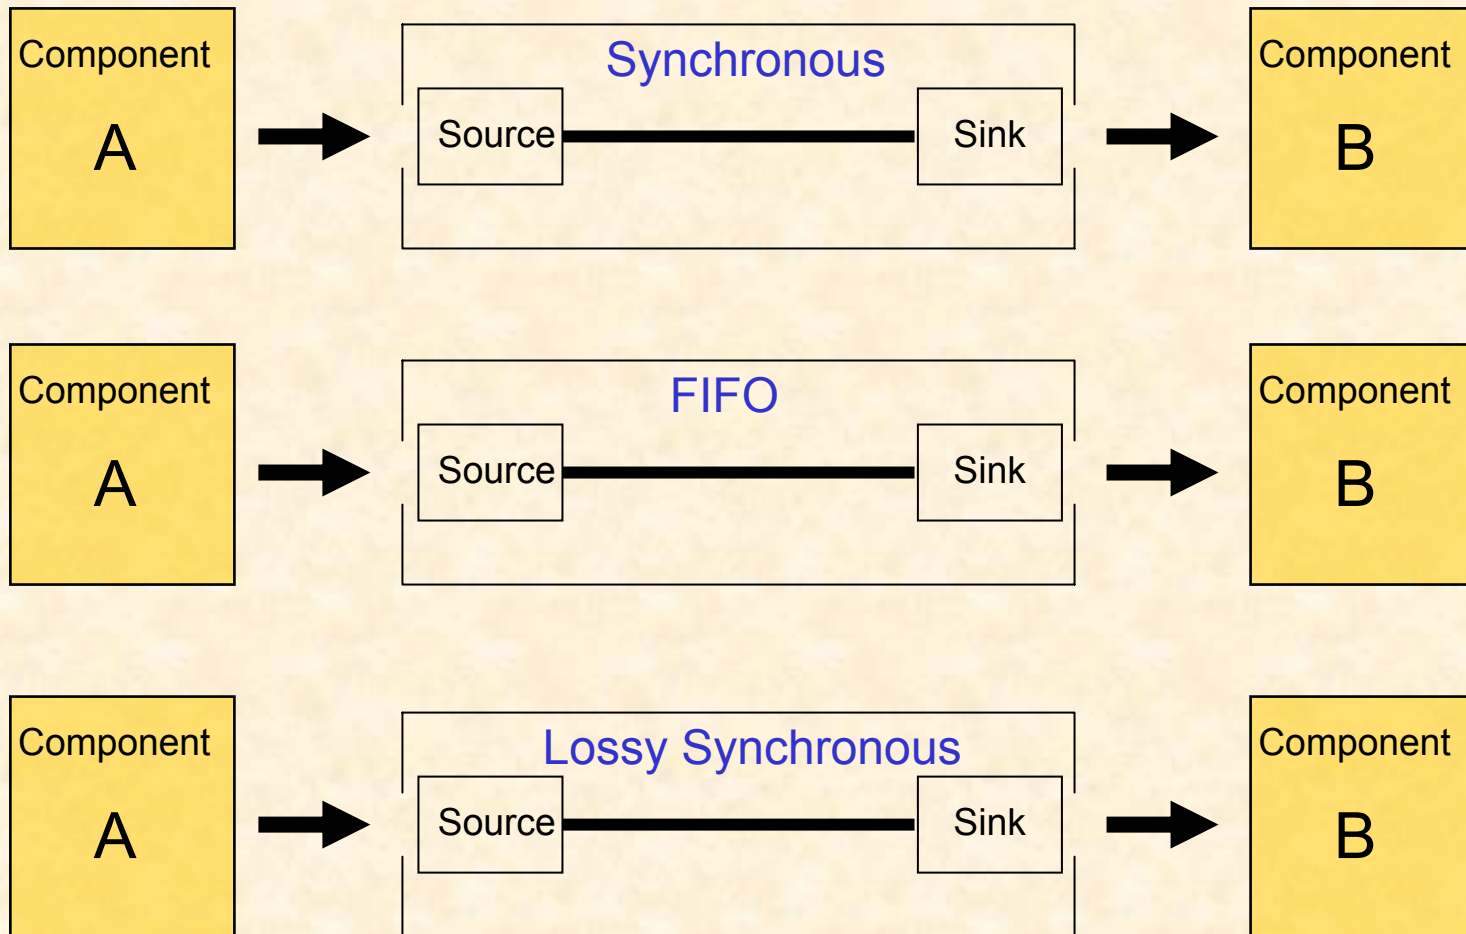 Component
A
Synchronous
Source
Sink
Component
B
Component
A
FIFO
Source
Sink
Component
B
Component
A
Lossy Synchronous
Source
Sink
Component
B